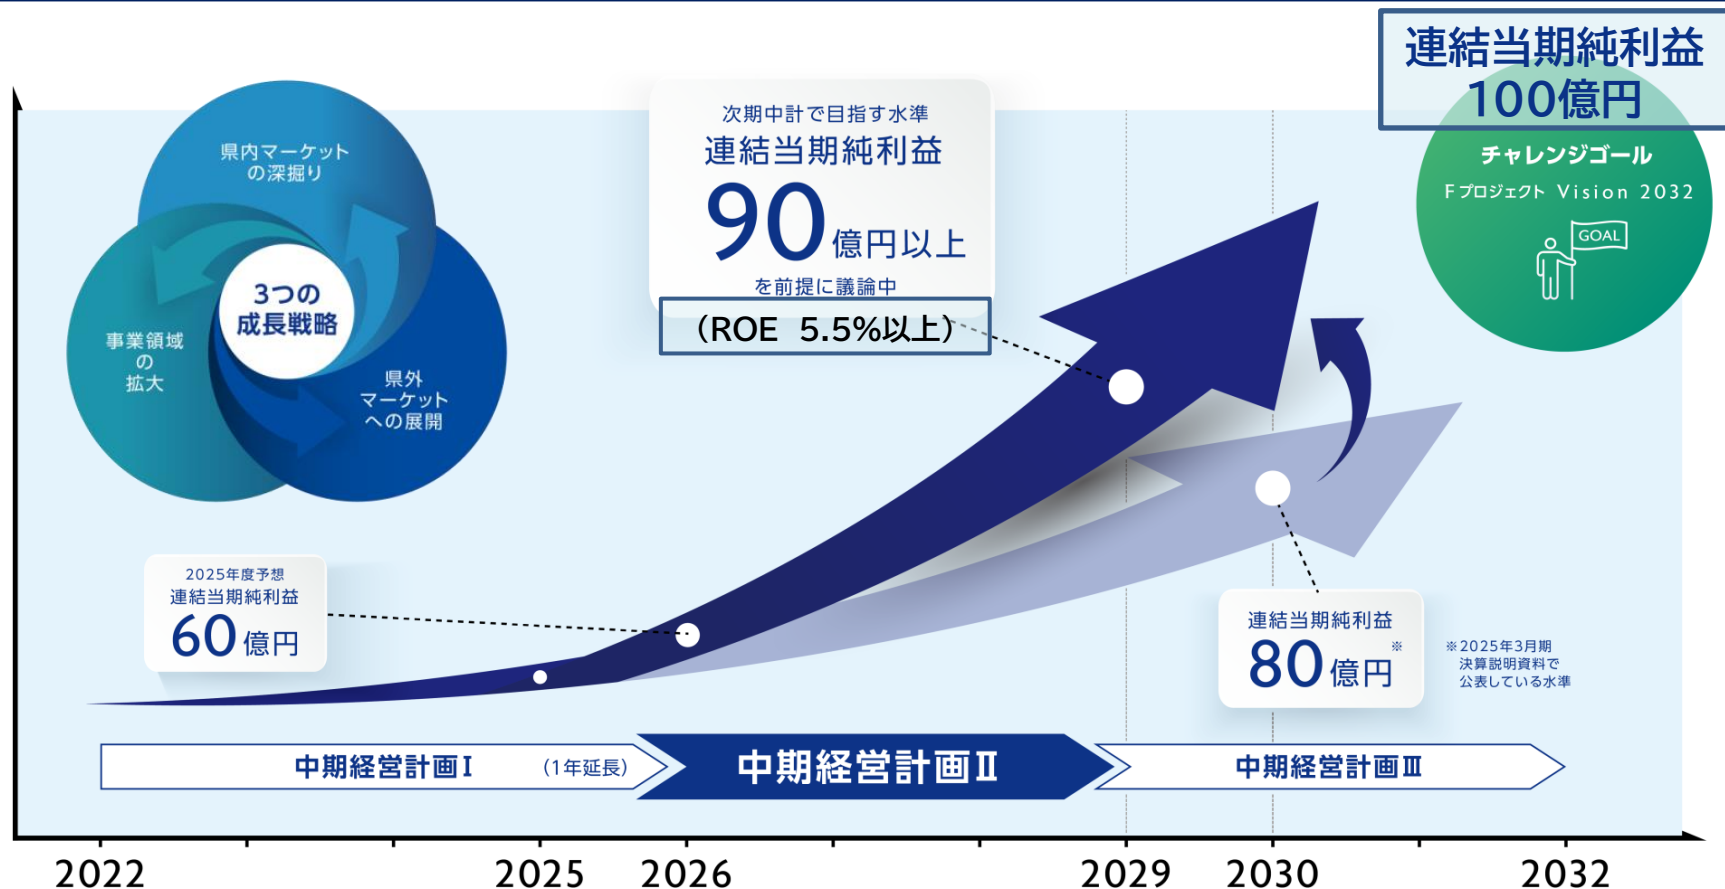 連結当期純利益
100億円
チャレンジゴール
Fプロジェクト Vision 2032
GOAL
県内マーケット
の深掘り
3つの
成長戦略
事業領域
の
拡大
県外
マーケット
への展開
次期中計で目指す水準
連結当期純利益
90億円以上
を前提に議論中
（ROE 5.5%以上）
2025年度予想
連結当期純利益
60億円
連結当期純利益
80億円※
※2025年3月期
決算説明資料で
公表している水準
中期経営計画Ⅰ （1年延長）
中期経営計画Ⅱ
中期経営計画Ⅲ
2022 2025 2026 2029 2030 2032